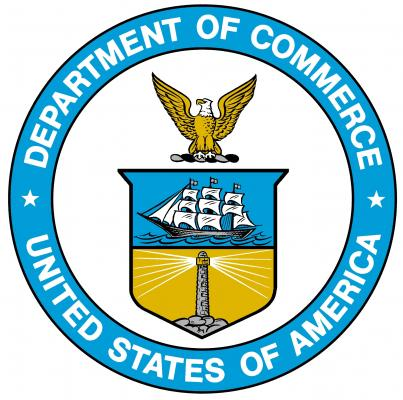 DEPARTMENT OF COMMERCE
UNITED STATES OF AMERICA